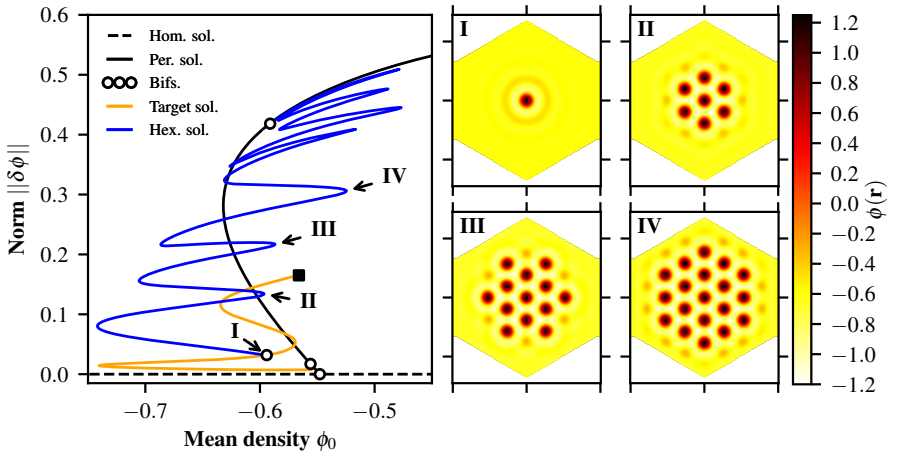 0.6
0.5
0.4
0.3
0.2
0.1
0.0
Norm ||δϕ||
Hom. sol.
Per. sol.
Bifs.
Target sol.
Hex. sol.
IV
III
II
I
−0.7
−0.6
−0.5
Mean density ϕ₀
I
II
III
IV
1.2
1.0
0.8
0.6
0.4
0.2
0.0
−0.2
−0.4
−0.6
−0.8
−1.0
−1.2
ϕ(r)